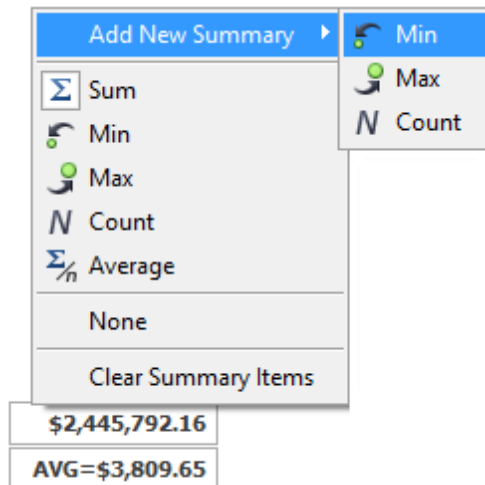 Add New Summary
Sum
Min
Max
N Count
Σ/n Average
None
Clear Summary Items
Min
Max
N Count
$2,445,792.16
AVG=$3,809.65